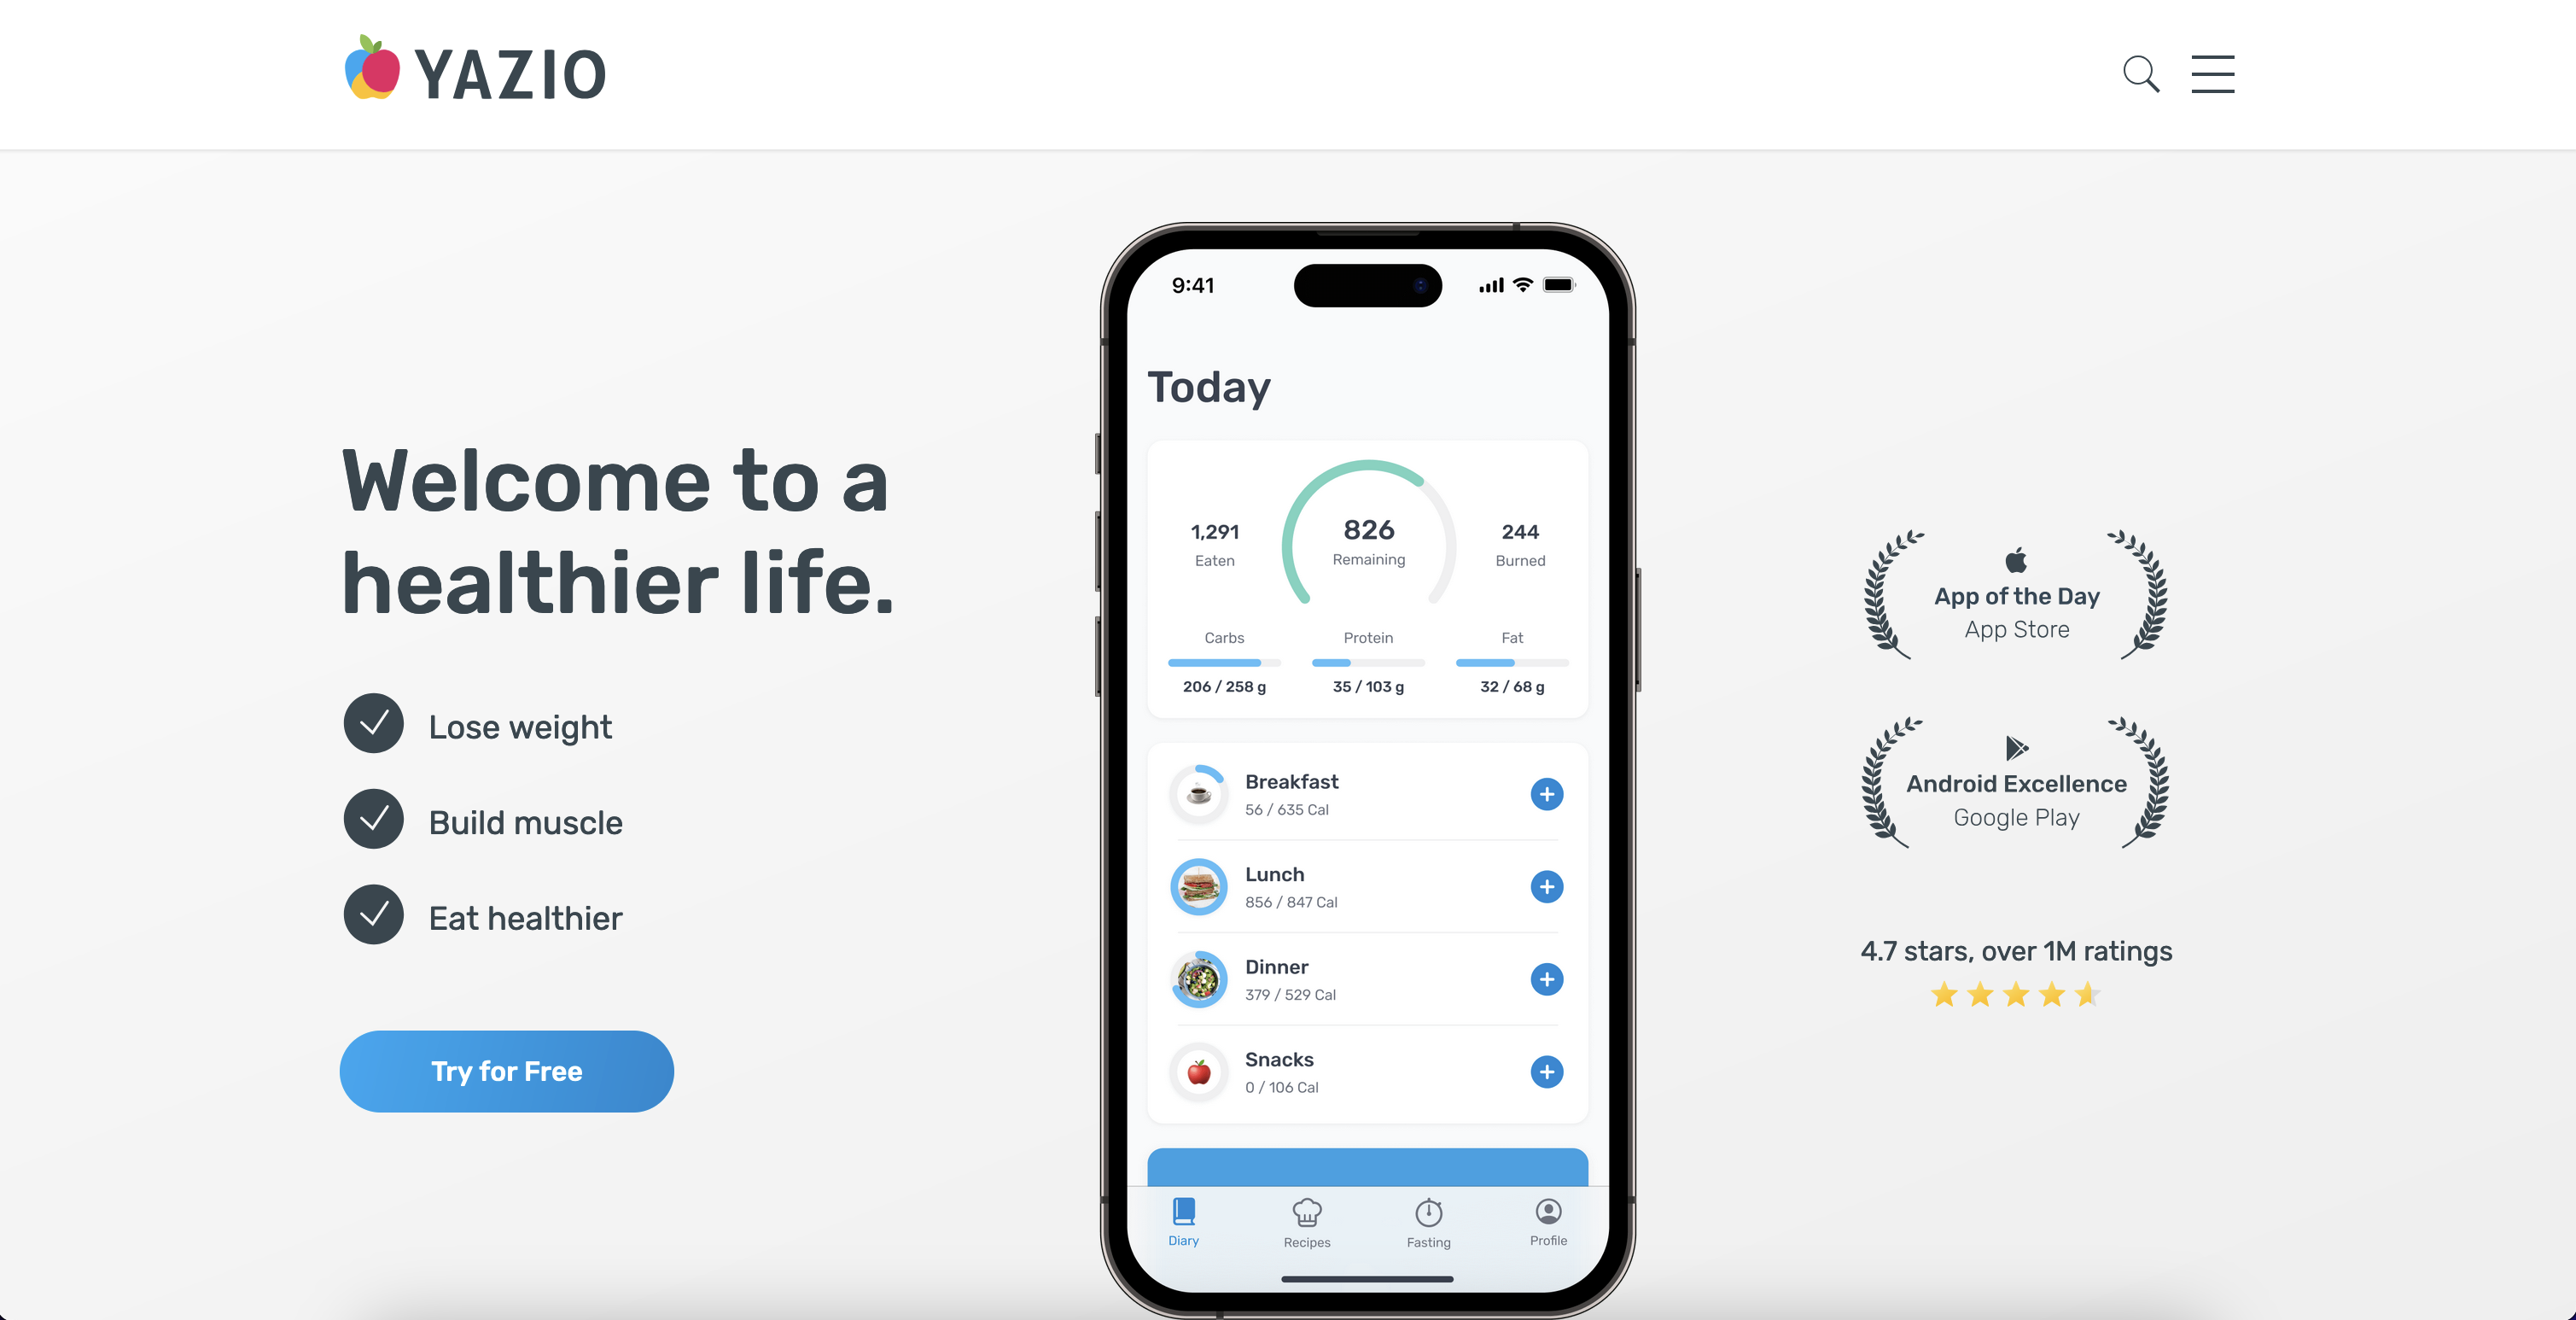 YAZIO
Welcome to a
healthier life.
Lose weight
Build muscle
Eat healthier
Try for Free
9:41
Today
1,291
Eaten
826
Remaining
244
Burned
Carbs
206 / 258 g
Protein
35 / 103 g
Fat
32 / 68 g
Breakfast
56 / 635 Cal
Lunch
856 / 847 Cal
Dinner
379 / 529 Cal
Snacks
0 / 106 Cal
Diary
Recipes
Fasting
Profile
App of the Day
App Store
Android Excellence
Google Play
4.7 stars, over 1M ratings